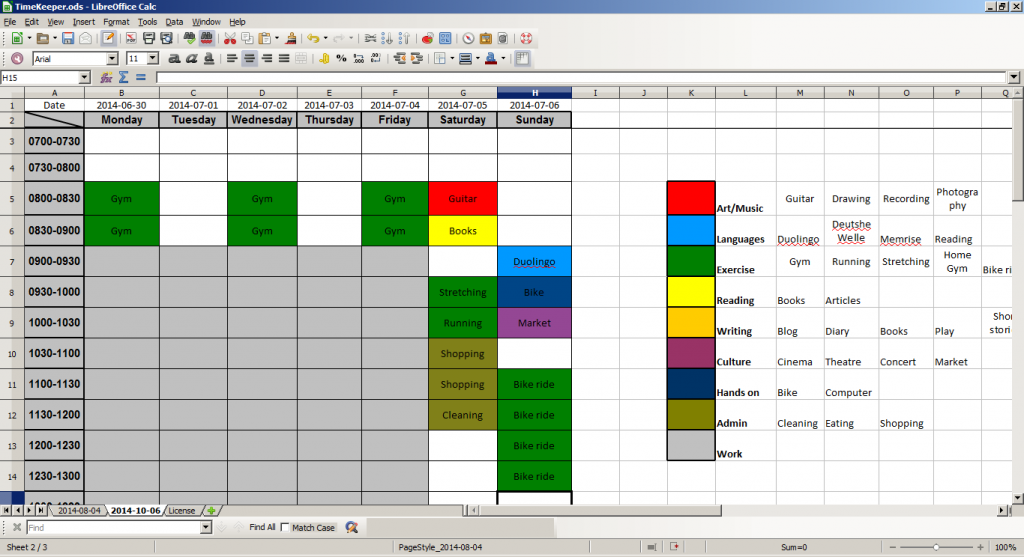 TimeKeeper.ods - LibreOffice Calc
File Edit View Insert Format Tools Data Window Help
Arial 11
H15
A B C D E F G H I J K L M N O P Q
1 Date 2014-06-30 2014-07-01 2014-07-02 2014-07-03 2014-07-04 2014-07-05 2014-07-06
2 Monday Tuesday Wednesday Thursday Friday Saturday Sunday
3 0700-0730
4 0730-0800
5 0800-0830 Gym Gym Gym Guitar Art/Music Guitar Drawing Recording Photogra
phy
6 0830-0900 Gym Gym Gym Books Languages Duolingo Deutshe
Welle Memrise Reading
7 0900-0930 Duolingo Exercise Gym Running Stretching Home
Gym Bike ri
8 0930-1000 Stretching Bike Reading Books Articles
9 1000-1030 Running Market Writing Blog Diary Books Play Sho
stori
10 1030-1100 Shopping Culture Cinema Theatre Concert Market
11 1100-1130 Shopping Bike ride Hands on Bike Computer
12 1130-1200 Cleaning Bike ride Admin Cleaning Eating Shopping
13 1200-1230 Bike ride Work
14 1230-1300 Bike ride
2014-08-04 2014-10-06 License
Find Find All Match Case
Sheet 2 / 3 PageStyle_2014-08-04 Sum=0 100%